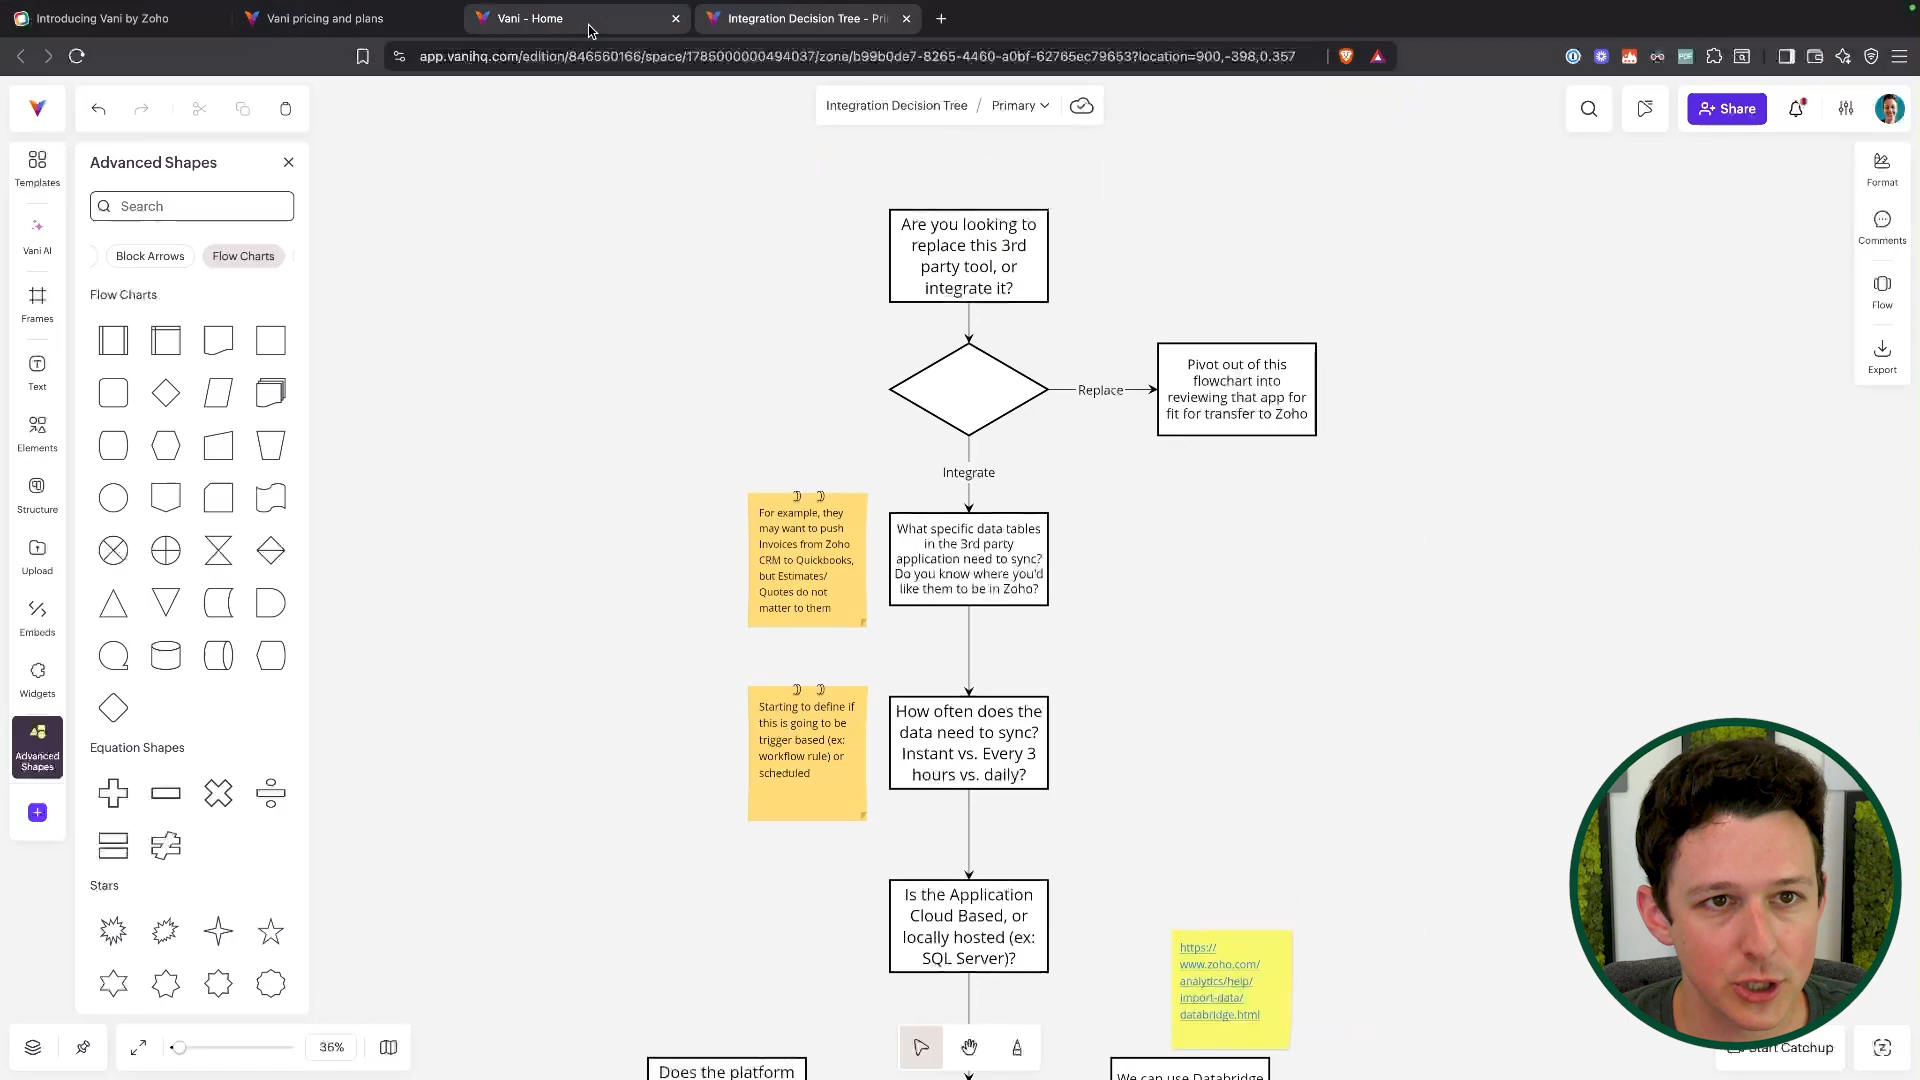 Introducing Vani by Zoho
Vani pricing and plans
Vani - Home
Integration Decision Tree - Pri
app.vanihq.com/edition/846560166/space/1785000000494037/zone/b99b0de7-8265-4460-a0bf-62765ec79653?location=900,-398,0.357
Integration Decision Tree / Primary
Share
Templates
Vani AI
Frames
Text
Elements
Structure
Upload
Embeds
Widgets
Advanced
Shapes
Advanced Shapes
Search
Block Arrows
Flow Charts
Flow Charts
Equation Shapes
Stars
Format
Comments
Flow
Export
Are you looking to
replace this 3rd
party tool, or
integrate it?
Replace
Pivot out of this
flowchart into
reviewing that app for
fit for transfer to Zoho
Integrate
For example, they
may want to push
Invoices from Zoho
CRM to Quickbooks,
but Estimates/
Quotes do not
matter to them
What specific data tables
in the 3rd party
application need to sync?
Do you know where you'd
like them to be in Zoho?
Starting to define if
this is going to be
trigger based (ex:
workflow rule) or
scheduled
How often does the
data need to sync?
Instant vs. Every 3
hours vs. daily?
Is the Application
Cloud Based, or
locally hosted (ex:
SQL Server)?
https://
www.zoho.com/
analytics/help/
import-data/
databridge.html
Does the platform
We can use Databridge
36%
Start Catchup